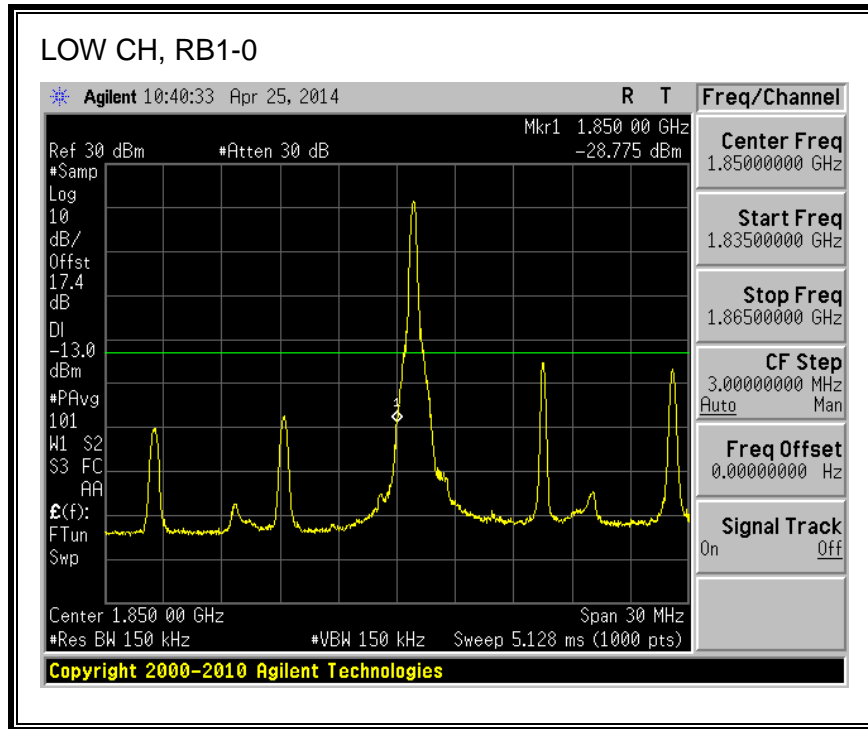 LOW CH, RB1-0
Agilent 10:40:33 Apr 25, 2014 R T
Freq/Channel
Mkr1 1.850 00 GHz
Ref 30 dBm #Atten 30 dB -28.775 dBm
#Samp
Log
10
dB/
Offst
17.4
dB
DI
-13.0
dBm
#PAvg
101
W1 S2
S3 FC
AA
£(f):
FTun
Swp
1
Center 1.850 00 GHz Span 30 MHz
#Res BW 150 kHz #VBW 150 kHz Sweep 5.128 ms (1000 pts)
Copyright 2000-2010 Agilent Technologies
Center Freq
1.85000000 GHz
Start Freq
1.83500000 GHz
Stop Freq
1.86500000 GHz
CF Step
3.00000000 MHz
Auto Man
Freq Offset
0.00000000 Hz
Signal Track
On Off